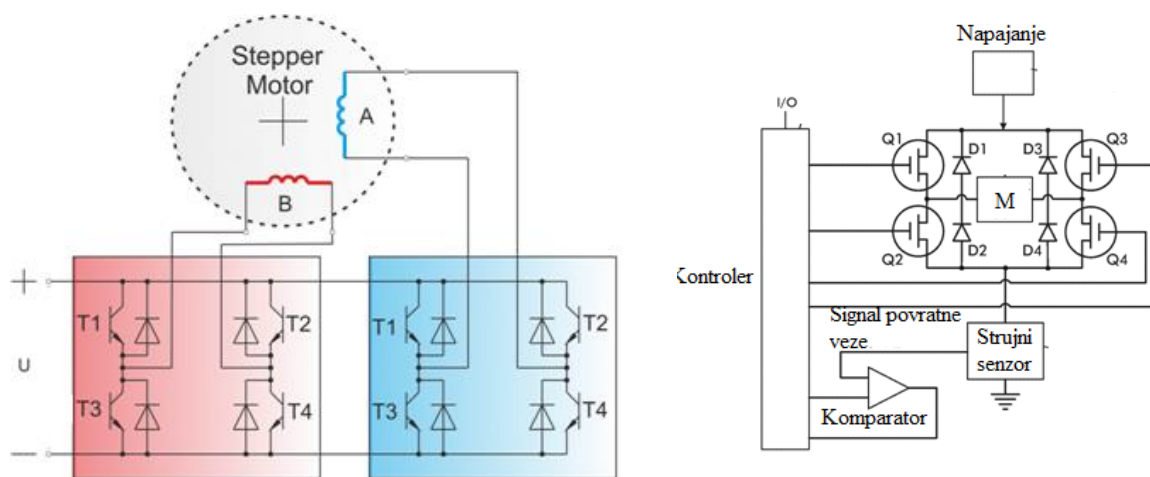 Stepper
Motor
A
B
+
U
−
T1
T2
T3
T4
T1
T2
T3
T4
Napajanje
I/O
Q1
D1
D3
Q3
M
Q2
D2
D4
Q4
Kontroler
Signal povratne
veze
Strujni
senzor
Komparator